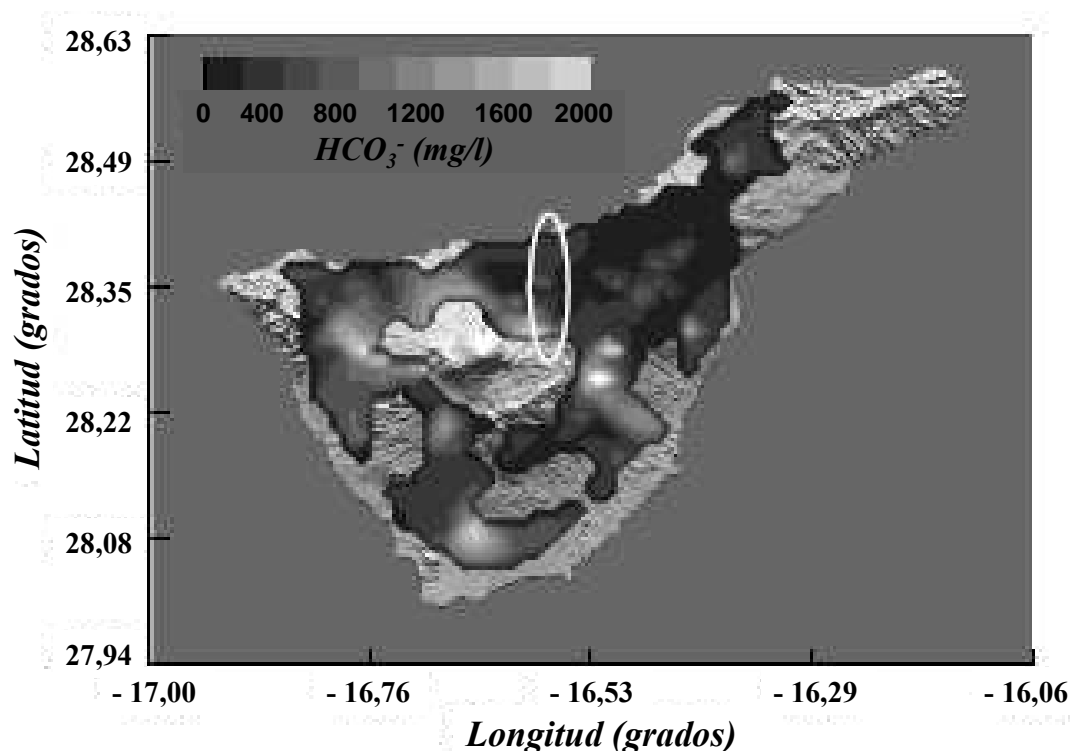 28,63
28,49
28,35
28,22
28,08
27,94
Latitud (grados)
0 400 800 1200 1600 2000
HCO₃⁻ (mg/l)
- 17,00 - 16,76 - 16,53 - 16,29 - 16,06
Longitud (grados)